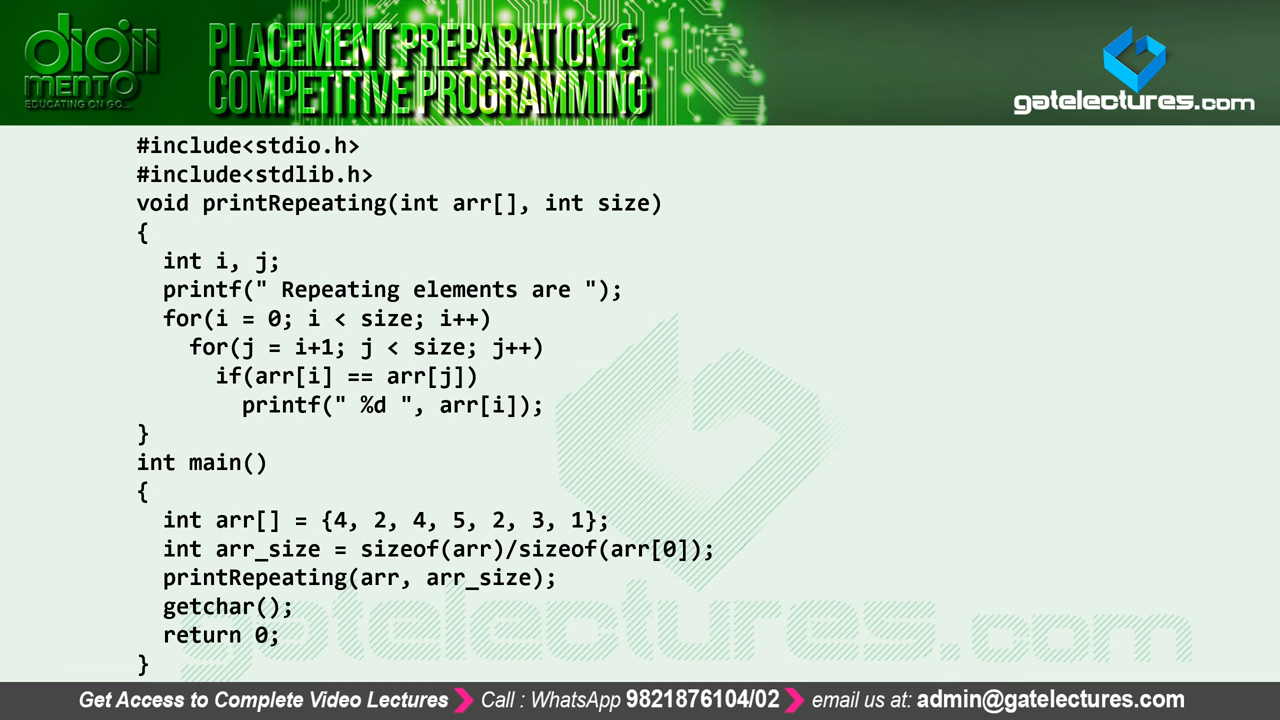 digii
MENTO
EDUCATING ON GO...
PLACEMENT PREPARATION &
COMPETITIVE PROGRAMMING
gatelectures.com
#include<stdio.h>
#include<stdlib.h>
void printRepeating(int arr[], int size)
{
  int i, j;
  printf(" Repeating elements are ");
  for(i = 0; i < size; i++)
    for(j = i+1; j < size; j++)
      if(arr[i] == arr[j])
        printf(" %d ", arr[i]);
}
int main()
{
  int arr[] = {4, 2, 4, 5, 2, 3, 1};
  int arr_size = sizeof(arr)/sizeof(arr[0]);
  printRepeating(arr, arr_size);
  getchar();
  return 0;
}
gatelectures.com
Get Access to Complete Video Lectures Call : WhatsApp 9821876104/02 email us at: admin@gatelectures.com